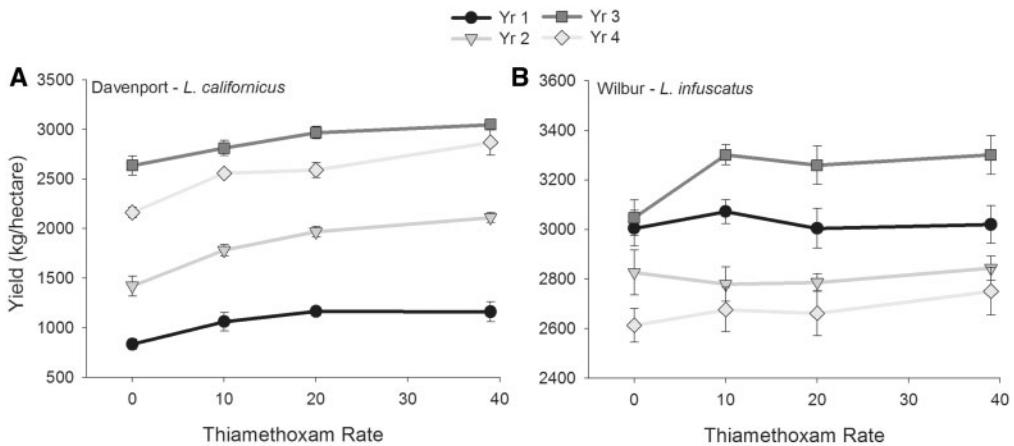 Yr 1 Yr 3
Yr 2 Yr 4
A
Davenport - L. californicus
3500
3000
2500
2000
1500
1000
500
Yield (kg/hectare)
0 10 20 30 40
Thiamethoxam Rate
B
Wilbur - L. infuscatus
3600
3400
3200
3000
2800
2600
2400
0 10 20 30 40
Thiamethoxam Rate